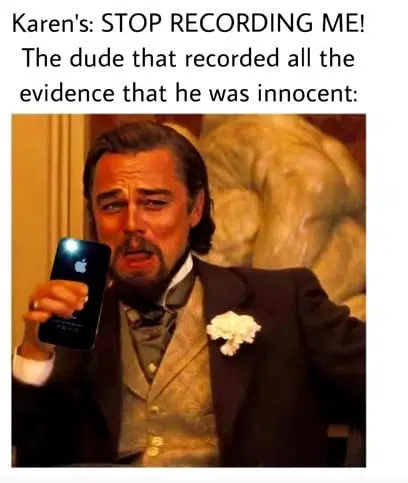 Karen's: STOP RECORDING ME!
The dude that recorded all the
evidence that he was innocent: